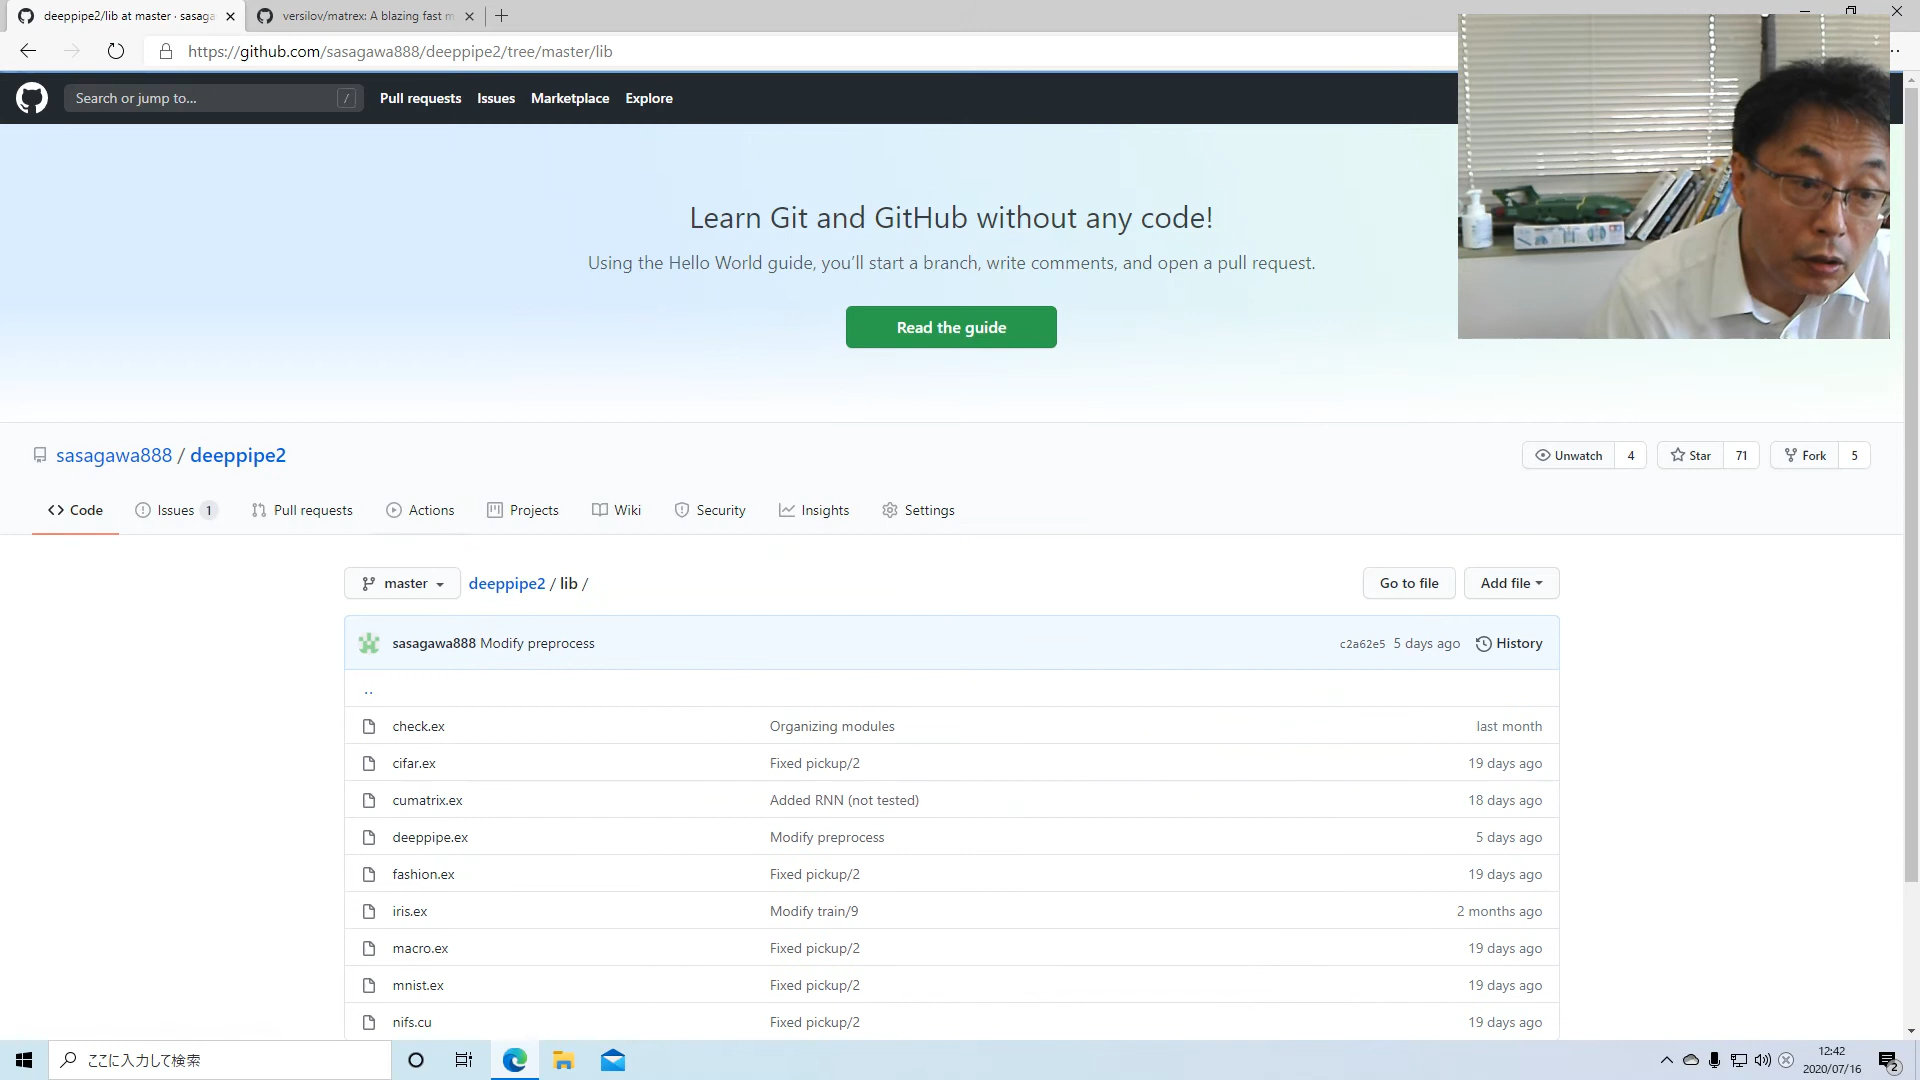 deeppipe2/lib at master · sasaga
versilov/matrex: A blazing fast m
https://github.com/sasagawa888/deeppipe2/tree/master/lib
Search or jump to...
/
Pull requests
Issues
Marketplace
Explore
Learn Git and GitHub without any code!
Using the Hello World guide, you’ll start a branch, write comments, and open a pull request.
Read the guide
sasagawa888 / deeppipe2
Unwatch 4
Star 71
Fork 5
Code
Issues 1
Pull requests
Actions
Projects
Wiki
Security
Insights
Settings
master
deeppipe2 / lib /
Go to file
Add file
sasagawa888 Modify preprocess
c2a62e5 5 days ago
History
..
check.ex Organizing modules last month
cifar.ex Fixed pickup/2 19 days ago
cumatrix.ex Added RNN (not tested) 18 days ago
deeppipe.ex Modify preprocess 5 days ago
fashion.ex Fixed pickup/2 19 days ago
iris.ex Modify train/9 2 months ago
macro.ex Fixed pickup/2 19 days ago
mnist.ex Fixed pickup/2 19 days ago
nifs.cu Fixed pickup/2 19 days ago
ここに入力して検索
12:42
2020/07/16
2